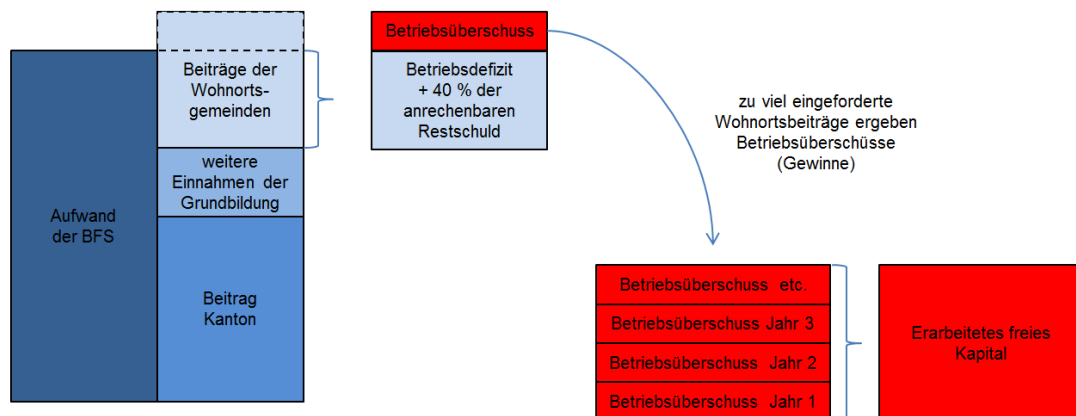 Aufwand
der BFS
Beiträge der
Wohnorts-
gemeinden
weitere
Einnahmen der
Grundbildung
Beitrag
Kanton
Betriebsüberschuss
Betriebsdefizit
+ 40 % der
anrechenbaren
Restschuld
zu viel eingeforderte
Wohnortsbeiträge ergeben
Betriebsüberschüsse
(Gewinne)
Betriebsüberschuss etc.
Betriebsüberschuss Jahr 3
Betriebsüberschuss Jahr 2
Betriebsüberschuss Jahr 1
Erarbeitetes freies
Kapital